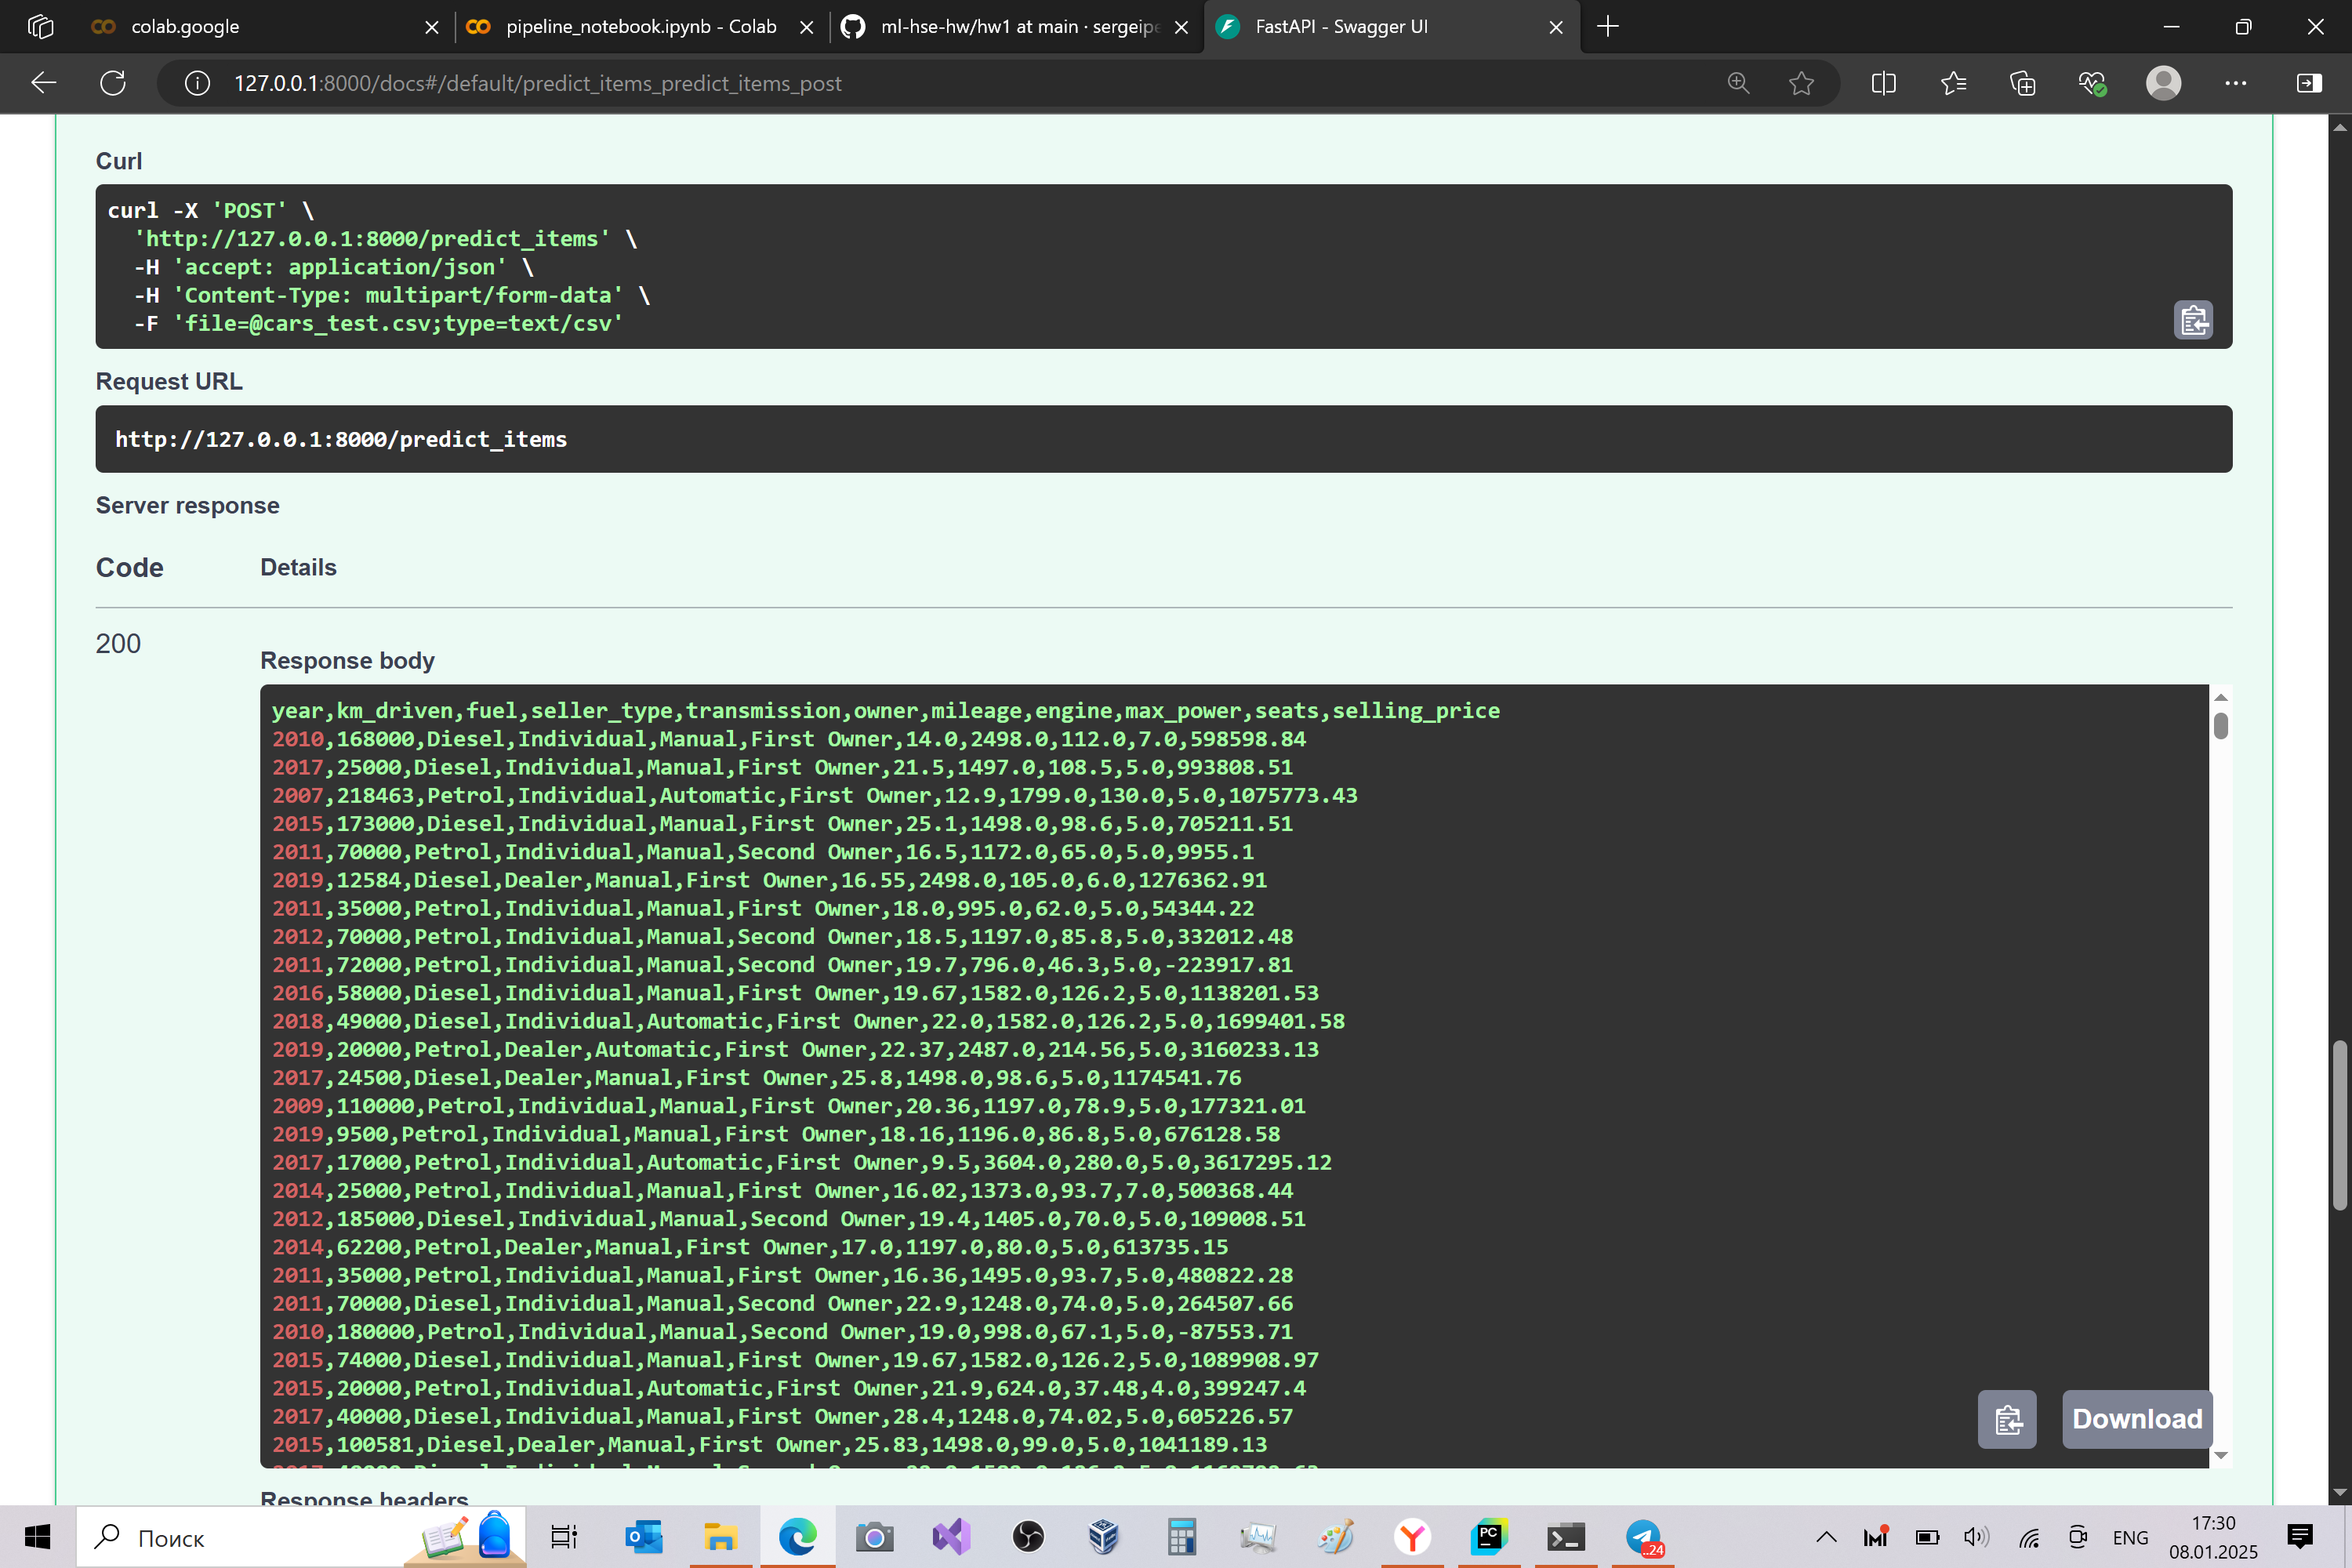 colab.google
pipeline_notebook.ipynb - Colab
ml-hse-hw/hw1 at main · sergeipe
FastAPI - Swagger UI
127.0.0.1:8000/docs#/default/predict_items_predict_items_post
Curl
curl -X 'POST' \
'http://127.0.0.1:8000/predict_items' \
-H 'accept: application/json' \
-H 'Content-Type: multipart/form-data' \
-F 'file=@cars_test.csv;type=text/csv'
Request URL
http://127.0.0.1:8000/predict_items
Server response
Code Details
200
Response body
year,km_driven,fuel,seller_type,transmission,owner,mileage,engine,max_power,seats,selling_price
2010,168000,Diesel,Individual,Manual,First Owner,14.0,2498.0,112.0,7.0,598598.84
2017,25000,Diesel,Individual,Manual,First Owner,21.5,1497.0,108.5,5.0,993808.51
2007,218463,Petrol,Individual,Automatic,First Owner,12.9,1799.0,130.0,5.0,1075773.43
2015,173000,Diesel,Individual,Manual,First Owner,25.1,1498.0,98.6,5.0,705211.51
2011,70000,Petrol,Individual,Manual,Second Owner,16.5,1172.0,65.0,5.0,9955.1
2019,12584,Diesel,Dealer,Manual,First Owner,16.55,2498.0,105.0,6.0,1276362.91
2011,35000,Petrol,Individual,Manual,First Owner,18.0,995.0,62.0,5.0,54344.22
2012,70000,Petrol,Individual,Manual,Second Owner,18.5,1197.0,85.8,5.0,332012.48
2011,72000,Petrol,Individual,Manual,Second Owner,19.7,796.0,46.3,5.0,-223917.81
2016,58000,Diesel,Individual,Manual,First Owner,19.67,1582.0,126.2,5.0,1138201.53
2018,49000,Diesel,Individual,Automatic,First Owner,22.0,1582.0,126.2,5.0,1699401.58
2019,20000,Petrol,Dealer,Automatic,First Owner,22.37,2487.0,214.56,5.0,3160233.13
2017,24500,Diesel,Dealer,Manual,First Owner,25.8,1498.0,98.6,5.0,1174541.76
2009,110000,Petrol,Individual,Manual,First Owner,20.36,1197.0,78.9,5.0,177321.01
2019,9500,Petrol,Individual,Manual,First Owner,18.16,1196.0,86.8,5.0,676128.58
2017,17000,Petrol,Individual,Automatic,First Owner,9.5,3604.0,280.0,5.0,3617295.12
2014,25000,Petrol,Individual,Manual,First Owner,16.02,1373.0,93.7,7.0,500368.44
2012,185000,Diesel,Individual,Manual,Second Owner,19.4,1405.0,70.0,5.0,109008.51
2014,62200,Petrol,Dealer,Manual,First Owner,17.0,1197.0,80.0,5.0,613735.15
2011,35000,Petrol,Individual,Manual,First Owner,16.36,1495.0,93.7,5.0,480822.28
2011,70000,Diesel,Individual,Manual,Second Owner,22.9,1248.0,74.0,5.0,264507.66
2010,180000,Petrol,Individual,Manual,Second Owner,19.0,998.0,67.1,5.0,-87553.71
2015,74000,Diesel,Individual,Manual,First Owner,19.67,1582.0,126.2,5.0,1089908.97
2015,20000,Petrol,Individual,Automatic,First Owner,21.9,624.0,37.48,4.0,399247.4
2017,40000,Diesel,Individual,Manual,First Owner,28.4,1248.0,74.02,5.0,605226.57
2015,100581,Diesel,Dealer,Manual,First Owner,25.83,1498.0,99.0,5.0,1041189.13
Download
Response headers
Поиск
PC
..24
ENG
17:30
08.01.2025